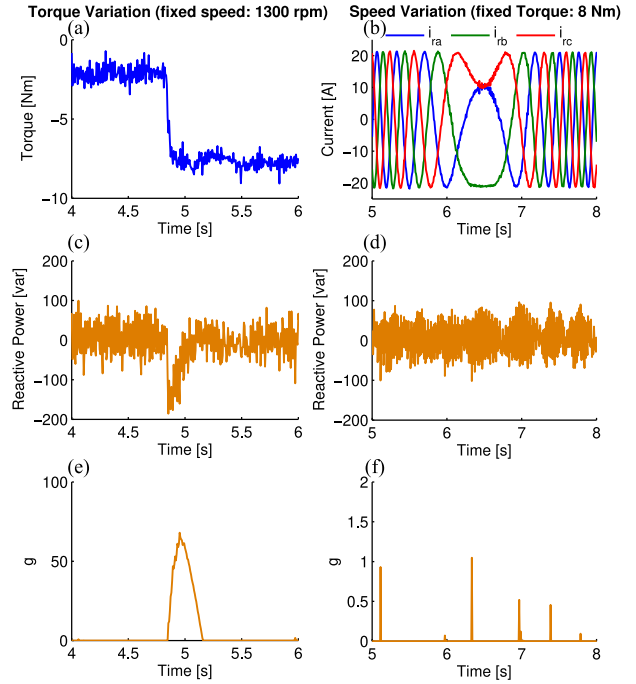 Torque Variation (fixed speed: 1300 rpm)
Speed Variation (fixed Torque: 8 Nm)
(a)
0
−5
−10
Torque [Nm]
4 4.5 5 5.5 6
Time [s]
(b)
i_ra i_rb i_rc
20
10
0
−10
−20
Current [A]
5 6 7 8
Time [s]
(c)
200
100
0
−100
−200
Reactive Power [var]
4 4.5 5 5.5 6
Time [s]
(d)
200
100
0
−100
−200
Reactive Power [var]
5 6 7 8
Time [s]
(e)
100
50
0
g
4 4.5 5 5.5 6
Time [s]
(f)
2
1.5
1
0.5
0
g
5 6 7 8
Time [s]